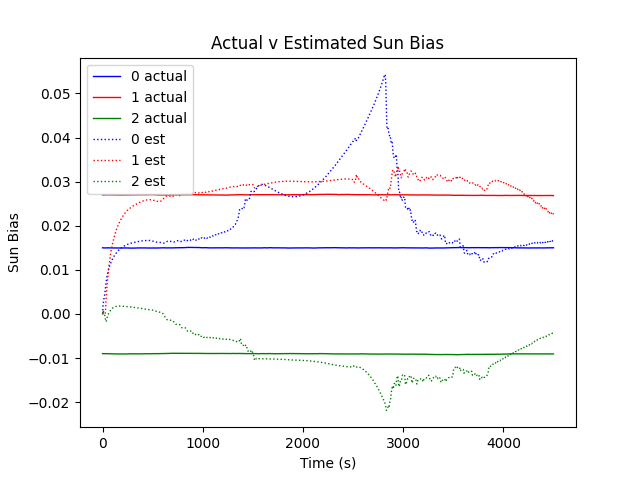 Actual v Estimated Sun Bias
0 actual
1 actual
2 actual
0 est
1 est
2 est
0.05
0.04
0.03
0.02
0.01
0.00
−0.01
−0.02
Sun Bias
0
1000
2000
3000
4000
Time (s)